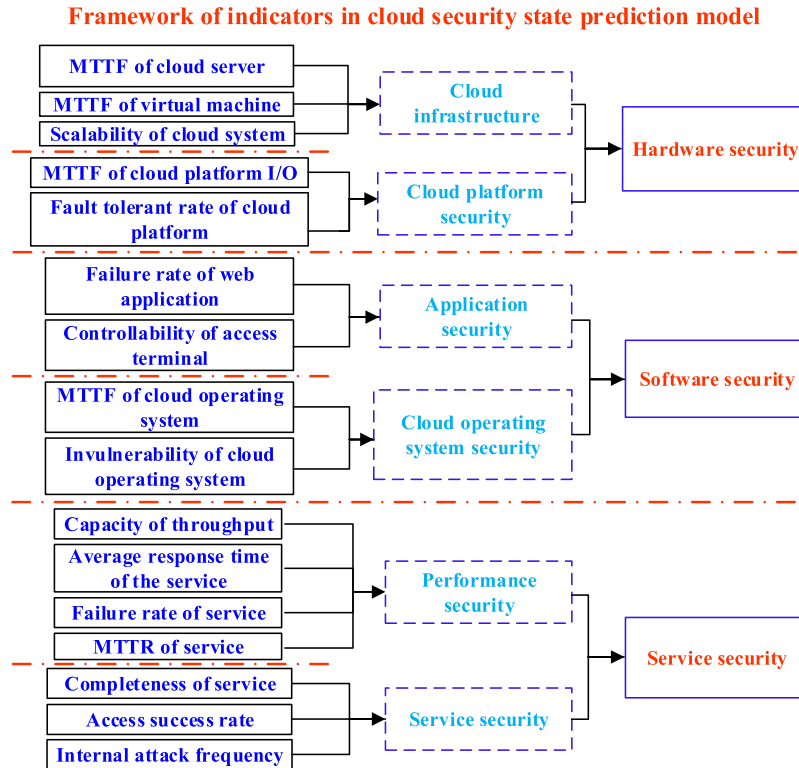 Framework of indicators in cloud security state prediction model
MTTF of cloud server
MTTF of virtual machine
Scalability of cloud system
Cloud
infrastructure
MTTF of cloud platform I/O
Fault tolerant rate of cloud
platform
Cloud platform
security
Hardware security
Failure rate of web
application
Controllability of access
terminal
Application
security
MTTF of cloud operating
system
Invulnerability of cloud
operating system
Cloud operating
system security
Software security
Capacity of throughput
Average response time
of the service
Failure rate of service
MTTR of service
Performance
security
Completeness of service
Access success rate
Internal attack frequency
Service security
Service security